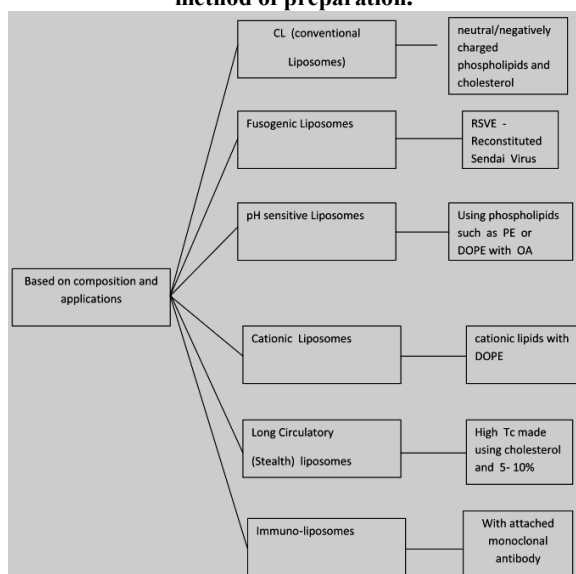 method of preparation.
CL (conventional
Liposomes)
neutral/negatively
charged
phospholipids and
cholesterol
Fusogenic Liposomes
RSVE -
Reconstituted
Sendai Virus
pH sensitive Liposomes
Using phospholipids
such as PE or
DOPE with OA
Based on composition and
applications
Cationic Liposomes
cationic lipids with
DOPE
Long Circulatory
(Stealth) liposomes
High Tc made
using cholesterol
and 5- 10%
Immuno-liposomes
With attached
monoclonal
antibody